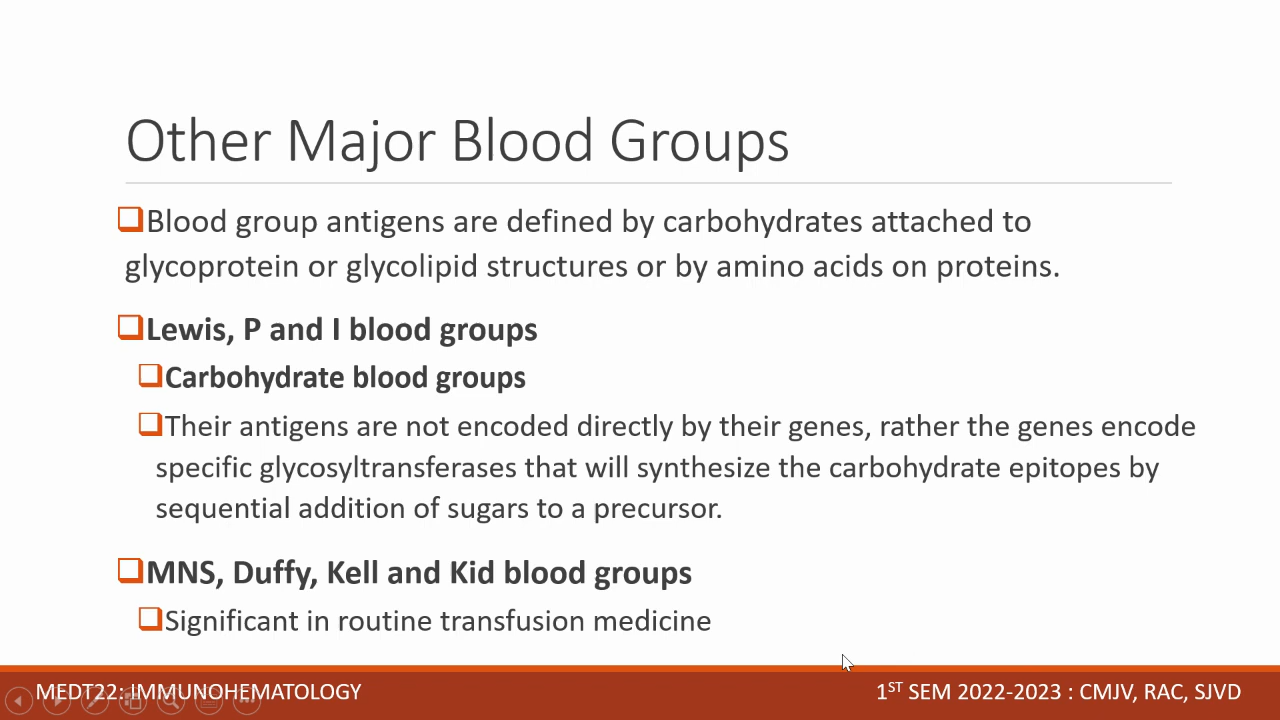 Other Major Blood Groups
Blood group antigens are defined by carbohydrates attached to
glycoprotein or glycolipid structures or by amino acids on proteins.
Lewis, P and I blood groups
Carbohydrate blood groups
Their antigens are not encoded directly by their genes, rather the genes encode
specific glycosyltransferases that will synthesize the carbohydrate epitopes by
sequential addition of sugars to a precursor.
MNS, Duffy, Kell and Kid blood groups
Significant in routine transfusion medicine
MEDT22: IMMUNOHEMATOLOGY
1ST SEM 2022-2023 : CMJV, RAC, SJVD